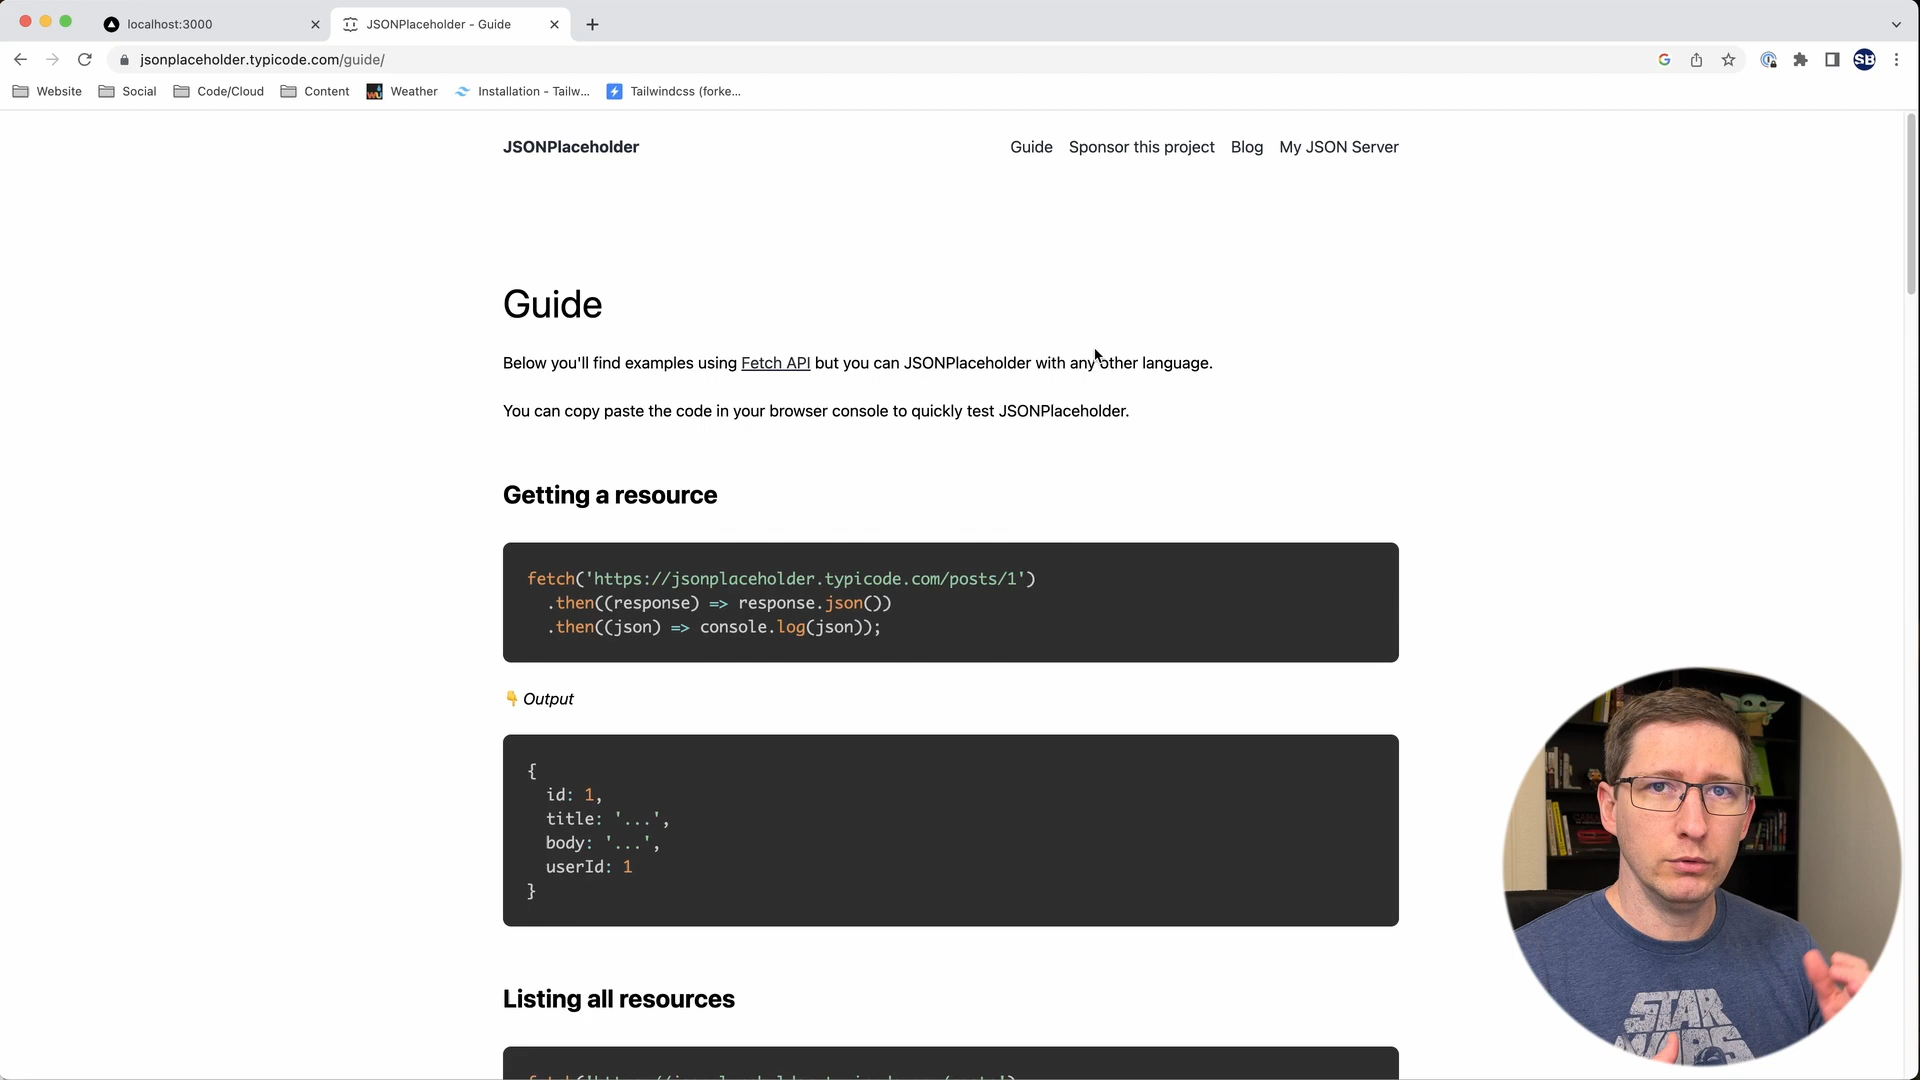 localhost:3000
JSONPlaceholder - Guide
jsonplaceholder.typicode.com/guide/
SB
Website
Social
Code/Cloud
Content
Weather
Installation - Tailw...
Tailwindcss (forke...
JSONPlaceholder
Guide
Sponsor this project
Blog
My JSON Server
Guide
Below you'll find examples using Fetch API but you can JSONPlaceholder with any other language.
You can copy paste the code in your browser console to quickly test JSONPlaceholder.
Getting a resource
fetch('https://jsonplaceholder.typicode.com/posts/1')
.then((response) => response.json())
.then((json) => console.log(json));
👇 Output
{
id: 1,
title: '...',
body: '...',
userId: 1
}
Listing all resources
STAR
WARS